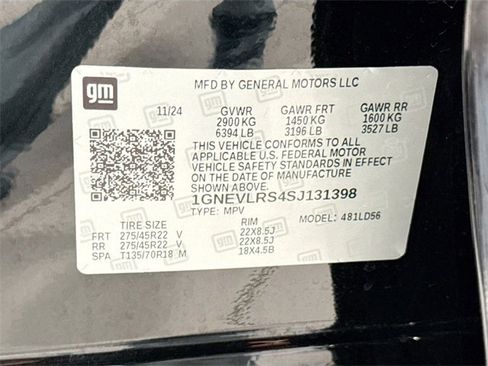 gm
MFD BY GENERAL MOTORS LLC
11/24 GVWR GAWR FRT GAWR RR
2900 KG 1450 KG 1600 KG
6394 LB 3196 LB 3527 LB
THIS VEHICLE CONFORMS TO ALL
APPLICABLE U.S. FEDERAL MOTOR
VEHICLE SAFETY STANDARDS IN EFFECT
ON THE DATE OF MANUFACTURE
SHOWN ABOVE.
1GNEVLRS4SJ131398
TYPE: MPV MODEL: 481LD56
TIRE SIZE RIM
FRT 275/45R22 V 22X8.5J
RR 275/45R22 V 22X8.5J
SPA T135/70R18 M 18X4.5B